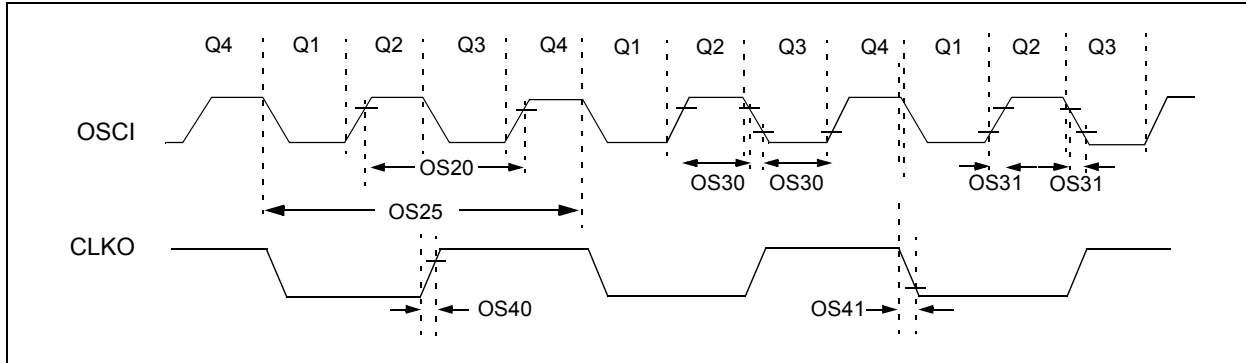 Q4 Q1 Q2 Q3 Q4 Q1 Q2 Q3 Q4 Q1 Q2 Q3
OSCI
OS20
OS30 OS30
OS31 OS31
OS25
CLKO
OS40
OS41